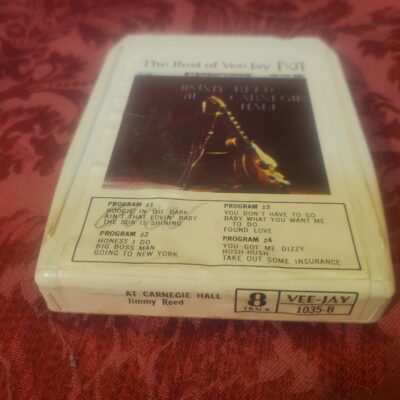 The Best of Vee Jay
STEREOPHONIC
JIMMY REED
AT CARNEGIE
HALL
PROGRAM #1
BOOGIE IN THE DARK
AIN'T THAT LOVIN' BABY
THE SUN IS SHINING
PROGRAM #2
HONEST I DO
BIG BOSS MAN
GOING TO NEW YORK
PROGRAM #3
YOU DON'T HAVE TO GO
BABY WHAT YOU WANT ME
TO DO
FOUND LOVE
PROGRAM #4
YOU GOT ME DIZZY
HUSH-HUSH
TAKE OUT SOME INSURANCE
AT CARNEGIE HALL
Jimmy Reed
8
TRACK
VEE-JAY
1035-B